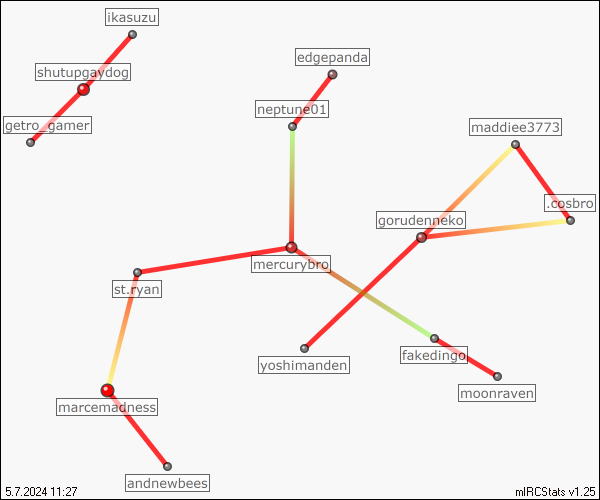 ikasuzu
edgepanda
shutupgaydog
neptune01
getro_gamer
maddiee3773
.cosbro
gorudenneko
mercurybro
st.ryan
fakedingo
yoshimanden
moonraven
marcemadness
andnewbees
5.7.2024 11:27
mIRCStats v1.25